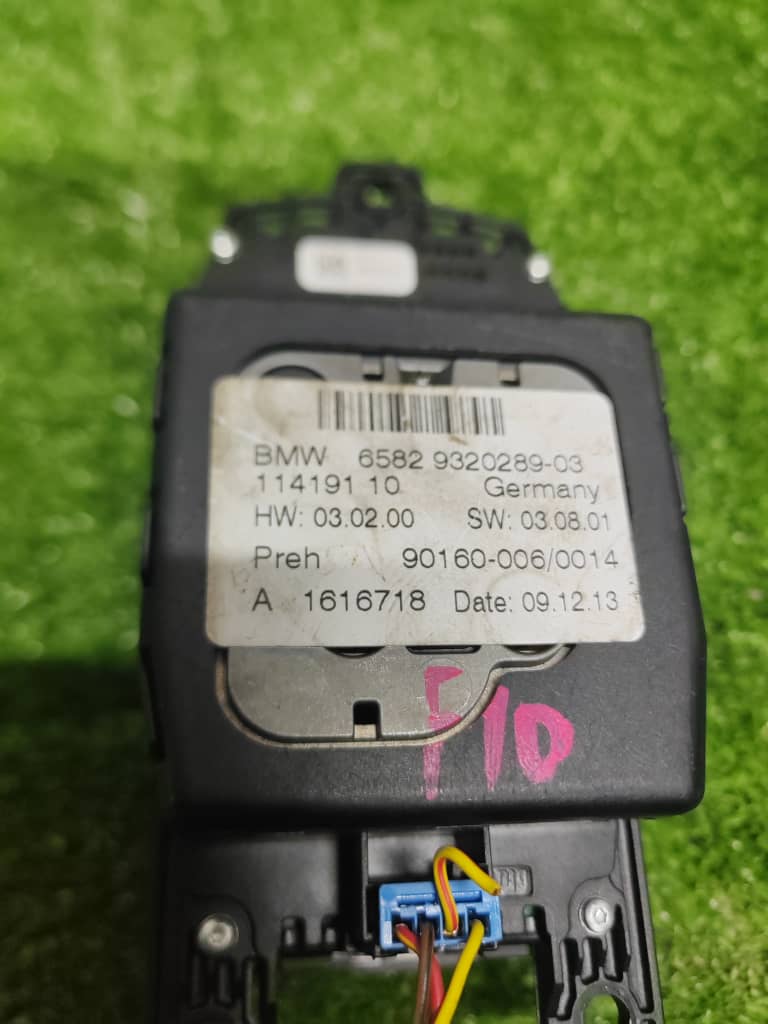 BMW 6582 9320289-03
114191 10 Germany
HW: 03.02.00 SW: 03.08.01
Preh 90160-006/0014
A 1616718 Date: 09.12.13
F10